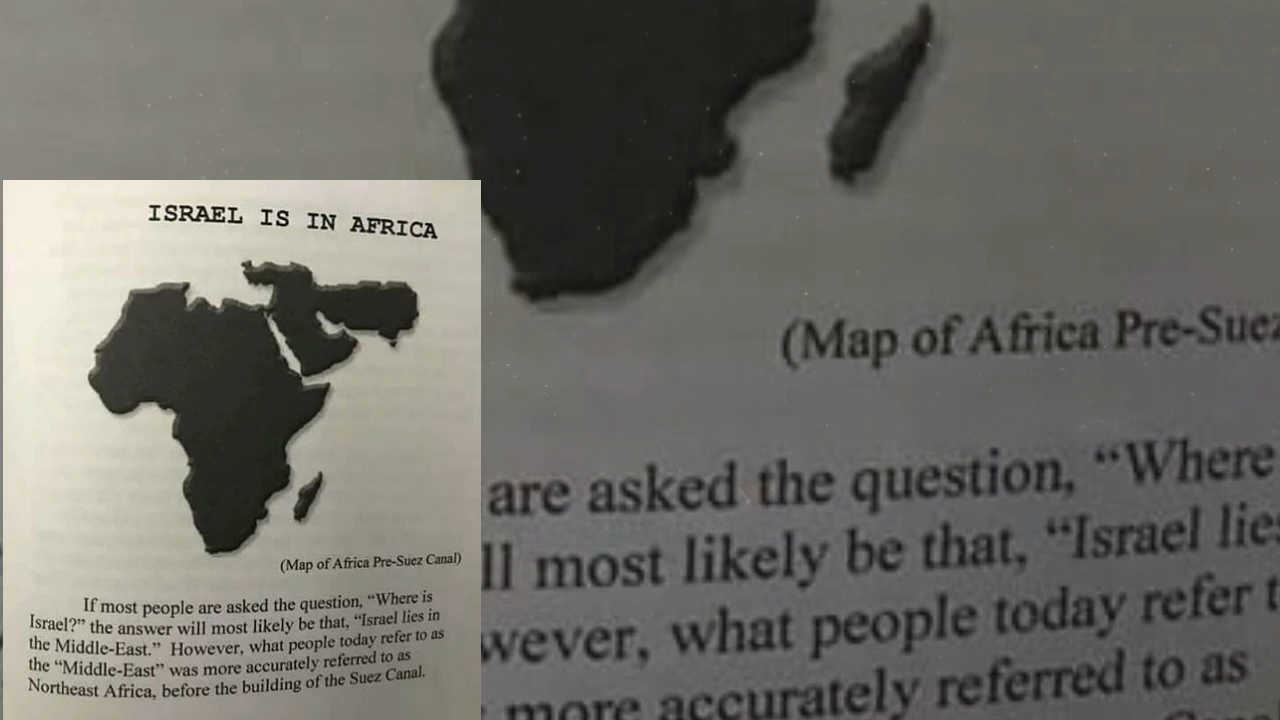 ISRAEL IS IN AFRICA
(Map of Africa Pre-Suez Canal)
If most people are asked the question, “Where is
Israel?” the answer will most likely be that, “Israel lies in
the Middle-East.” However, what people today refer to as
the “Middle-East” was more accurately referred to as
Northeast Africa, before the building of the Suez Canal.
(Map of Africa Pre-Suez
are asked the question, “Where
ll most likely be that, “Israel lies
wever, what people today refer t
more accurately referred to as